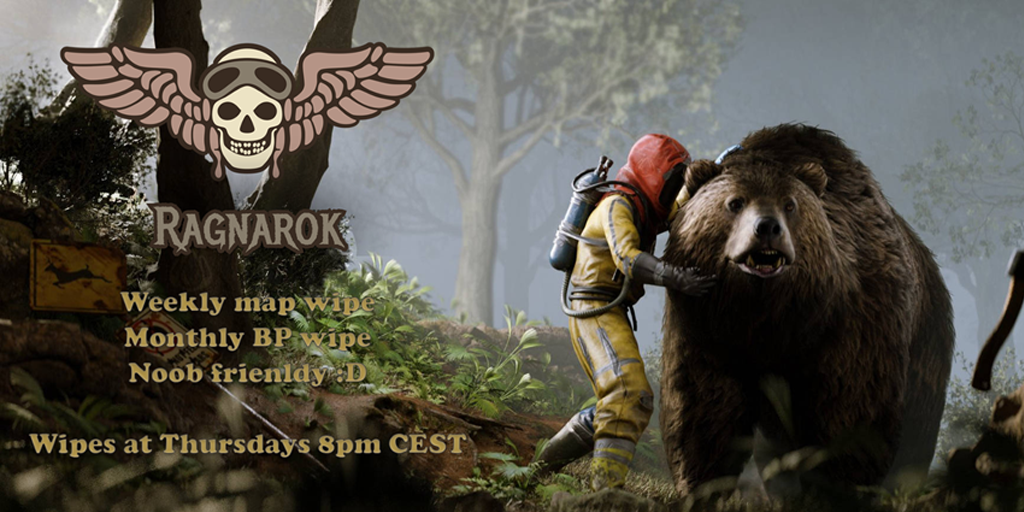 RAGNAROK
Weekly map wipe
Monthly BP wipe
Noob frienldy :D
Wipes at Thursdays 8pm CEST